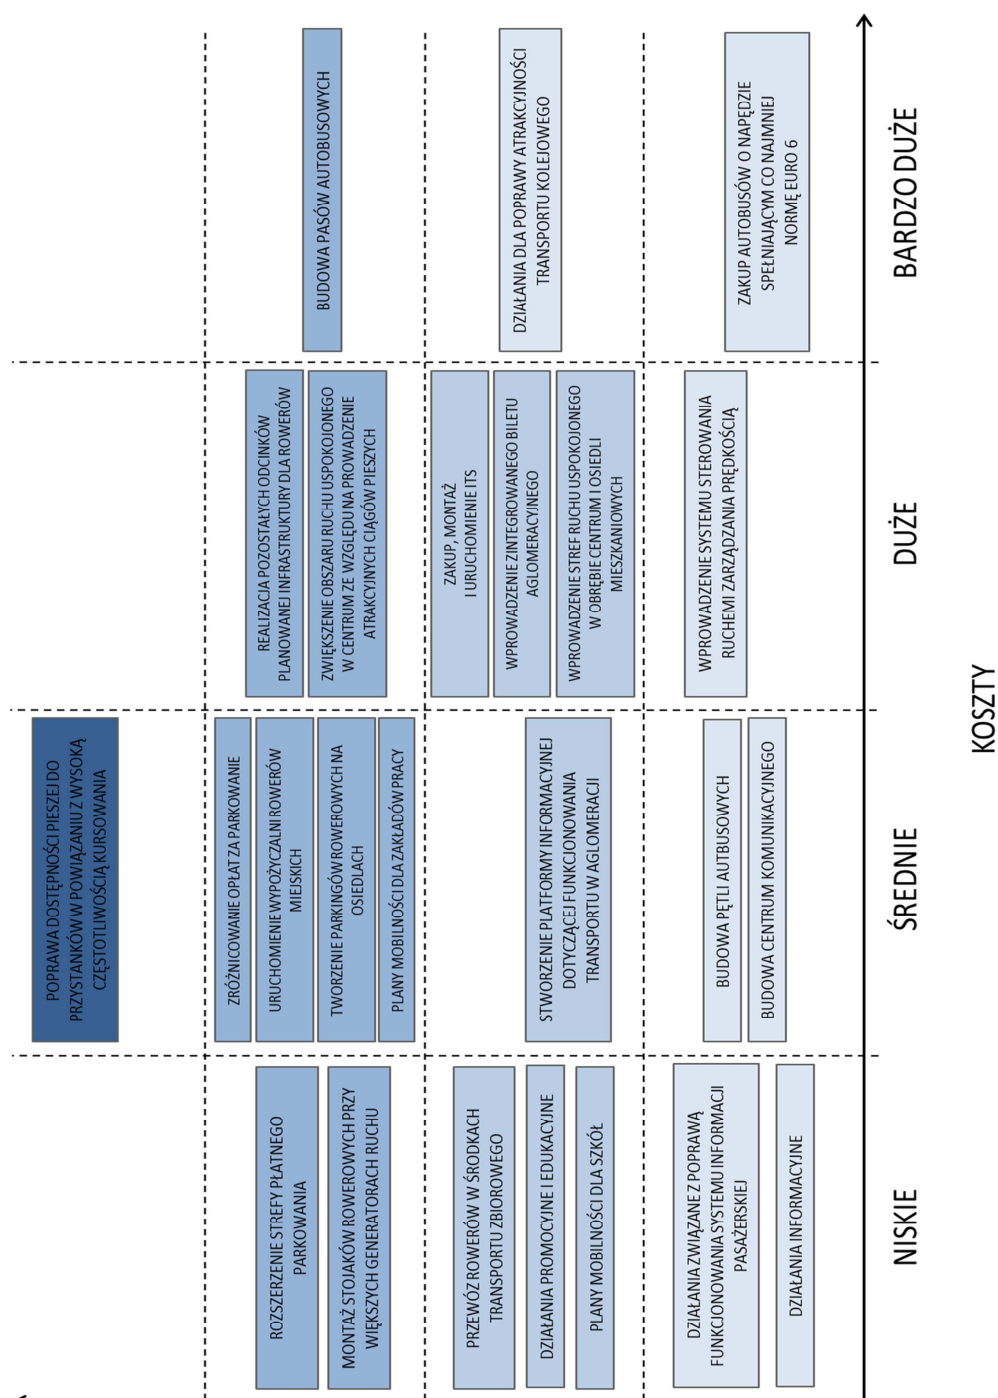 POPRAWA DOSTĘPNOŚCI PIESZEJ DO
PRZYSTANKÓW W POWIĄZANIU Z WYSOKĄ
CZĘSTOTLIWOŚCIĄ KURSOWANIA
ROZSZERZENIE STREFY PŁATNEGO
PARKOWANIA
MONTAŻ STOJAKÓW ROWEROWYCH PRZY
WIĘKSZYCH GENERATORACH RUCHU
ZRÓŻNICOWANIE OPŁAT ZA PARKOWANIE
URUCHOMIENIE WYPOŻYCZALNI ROWERÓW
MIEJSKICH
TWORZENIE PARKINGÓW ROWEROWYCH NA
OSIEDLACH
PLANY MOBILNOŚCI DLA ZAKŁADÓW PRACY
REALIZACJA POZOSTAŁYCH ODCINKÓW
PLANOWANEJ INFRASTRUKTURY DLA ROWERÓW
ZWIĘKSZENIE OBSZARU RUCHU USPOKOJONEGO
W CENTRUM ZE WZGLĘDU NA PROWADZENIE
ATRAKCYJNYCH CIĄGÓW PIESZYCH
BUDOWA PASÓW AUTOBUSOWYCH
PRZEWÓZ ROWERÓW W ŚRODKACH
TRANSPORTU ZBIOROWEGO
DZIAŁANIA PROMOCYJNE I EDUKACYJNE
PLANY MOBILNOŚCI DLA SZKÓŁ
STWORZENIE PLATFORMY INFORMACYJNEJ
DOTYCZĄCEJ FUNKCJONOWANIA
TRANSPORTU W AGLOMERACJI
ZAKUP, MONTAŻ
I URUCHOMIENIE ITS
WPROWADZENIE ZINTEGROWANEGO BILETU
AGLOMERACYJNEGO
WPROWADZENIE STREF RUCHU USPOKOJONEGO
W OBRĘBIE CENTRUM I OSIEDLI
MIESZKANIOWYCH
DZIAŁANIA DLA POPRAWY ATRAKCYJNOŚCI
TRANSPORTU KOLEJOWEGO
DZIAŁANIA ZWIĄZANE Z POPRAWĄ
FUNKCJONOWANIA SYSTEMU INFORMACJI
PASAŻERSKIEJ
DZIAŁANIA INFORMACYJNE
BUDOWA PĘTLI AUTBUSOWYCH
BUDOWA CENTRUM KOMUNIKACYJNEGO
WPROWADZENIE SYSTEMU STEROWANIA
RUCHEM I ZARZĄDZANIA PRĘDKOŚCIĄ
ZAKUP AUTOBUSÓW O NAPĘDZIE
SPEŁNIAJĄCYM CO NAJMNIEJ
NORMĘ EURO 6
NISKIE
ŚREDNIE
DUŻE
BARDZO DUŻE
KOSZTY